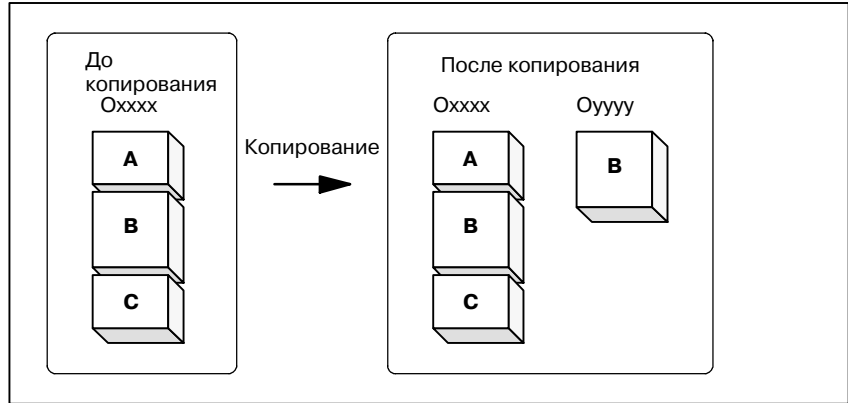 До
копирования
Oxxxx
A
B
C
Копирование
После копирования
Oxxxx
Oyyyy
A
B
B
C